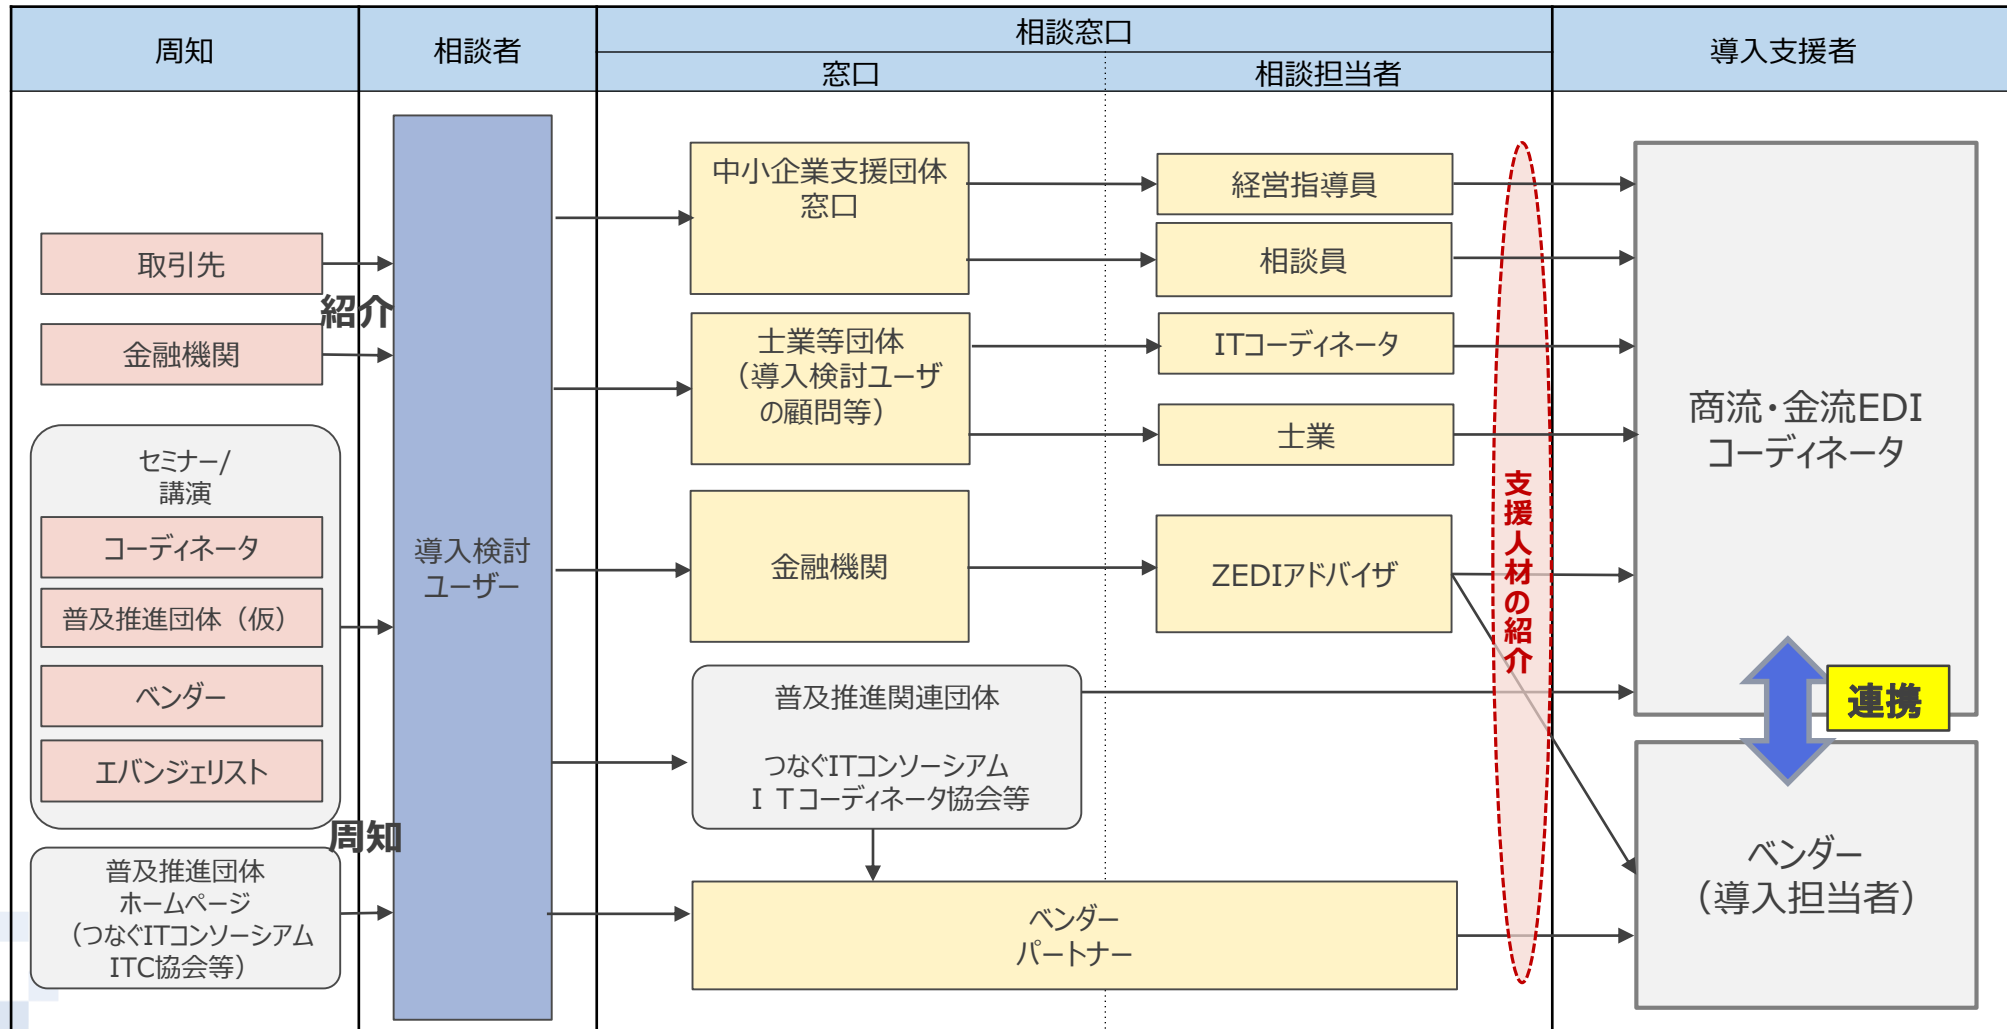 周知
相談者
相談窓口
窓口
相談担当者
導入支援者
取引先
紹介
金融機関
セミナー/
講演
コーディネータ
普及推進団体（仮）
ベンダー
エバンジェリスト
周知
普及推進団体
ホームページ
（つなぐITコンソーシアム
ITC協会等）
導入検討
ユーザー
中小企業支援団体
窓口
士業等団体
（導入検討ユーザ
の顧問等）
金融機関
普及推進関連団体
つなぐITコンソーシアム
ＩＴコーディネータ協会等
ベンダー
パートナー
経営指導員
相談員
ITコーディネータ
士業
ZEDIアドバイザ
支援人材の紹介
商流・金流EDI
コーディネータ
連携
ベンダー
（導入担当者）